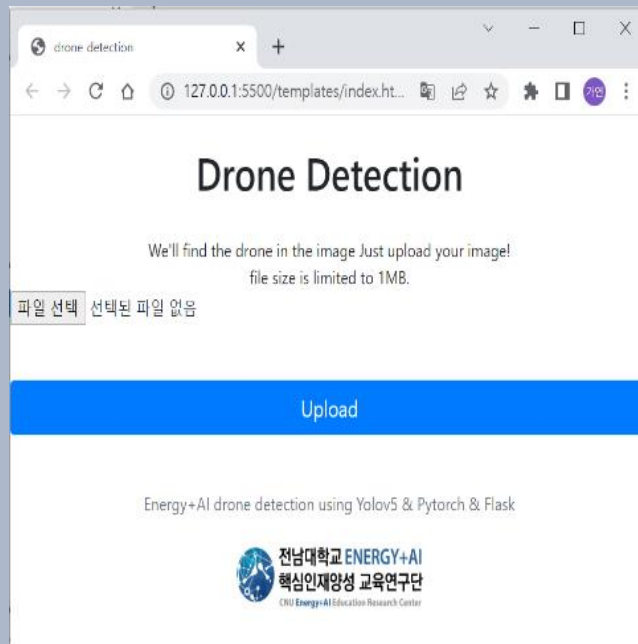 drone detection
127.0.0.1:5500/templates/index.ht...
가연
Drone Detection
We'll find the drone in the image Just upload your image!
file size is limited to 1MB.
파일 선택 선택된 파일 없음
Upload
Energy+AI drone detection using Yolov5 & Pytorch & Flask
전남대학교 ENERGY+AI
핵심인재양성 교육연구단
CNU Energy+AI Education Research Center